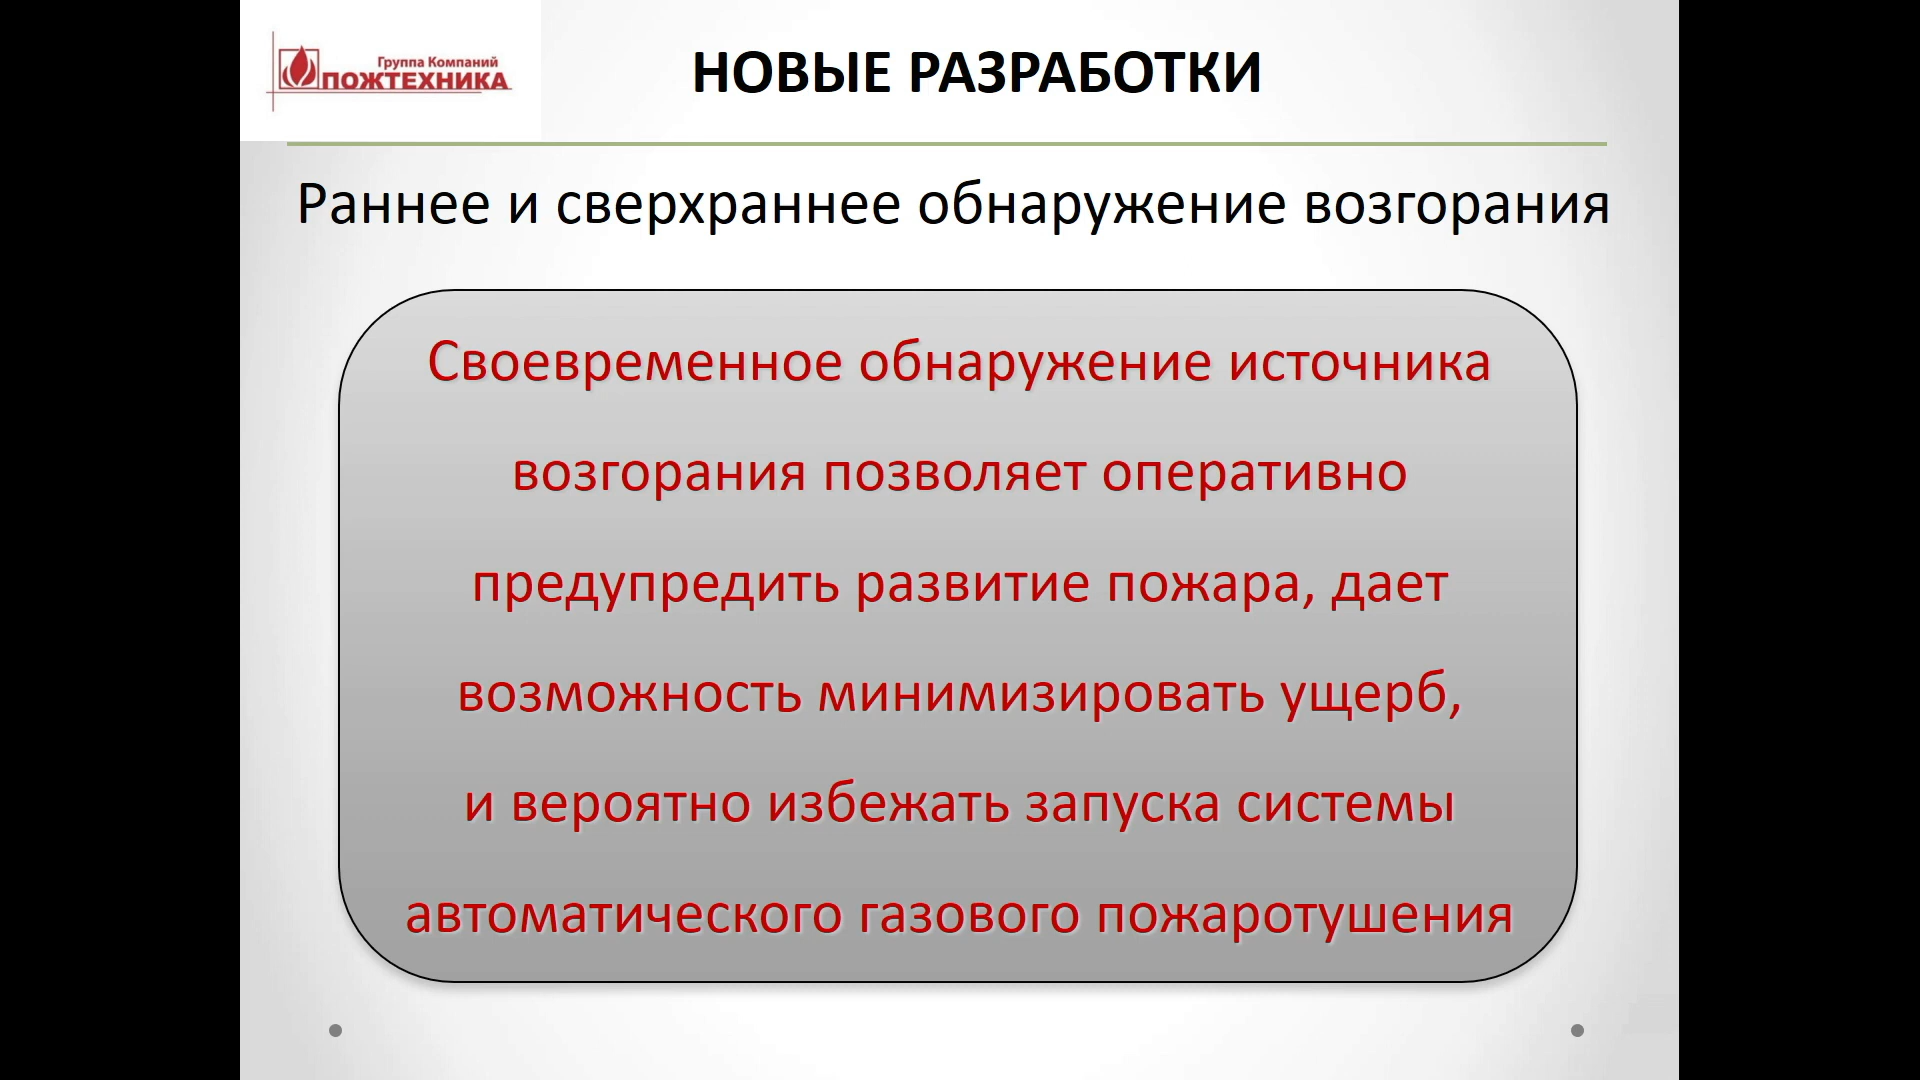 Группа Компаний
ПОЖТЕХНИКА
НОВЫЕ РАЗРАБОТКИ
Раннее и сверхраннее обнаружение возгорания
Своевременное обнаружение источника
возгорания позволяет оперативно
предупредить развитие пожара, дает
возможность минимизировать ущерб,
и вероятно избежать запуска системы
автоматического газового пожаротушения